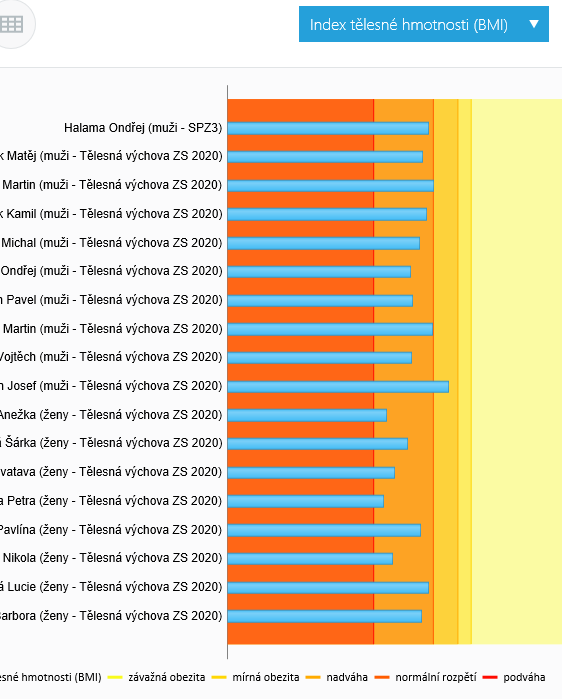 Index tělesné hmotnosti (BMI)
Halama Ondřej (muži - SPZ3)
Matěj (muži - Tělesná výchova ZS 2020)
Martin (muži - Tělesná výchova ZS 2020)
Kamil (muži - Tělesná výchova ZS 2020)
Michal (muži - Tělesná výchova ZS 2020)
Ondřej (muži - Tělesná výchova ZS 2020)
Pavel (muži - Tělesná výchova ZS 2020)
Martin (muži - Tělesná výchova ZS 2020)
Vojtěch (muži - Tělesná výchova ZS 2020)
Josef (muži - Tělesná výchova ZS 2020)
Anežka (ženy - Tělesná výchova ZS 2020)
Šárka (ženy - Tělesná výchova ZS 2020)
vatava (ženy - Tělesná výchova ZS 2020)
Petra (ženy - Tělesná výchova ZS 2020)
Pavlína (ženy - Tělesná výchova ZS 2020)
Nikola (ženy - Tělesná výchova ZS 2020)
Lucie (ženy - Tělesná výchova ZS 2020)
arbora (ženy - Tělesná výchova ZS 2020)
esné hmotnosti (BMI) závažná obezita mírná obezita nadváha normální rozpětí podváha